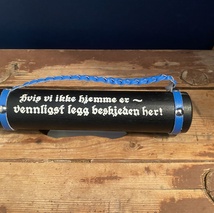 Hvis vi ikke hjemme er ~
vennligst legg beskjeden her!